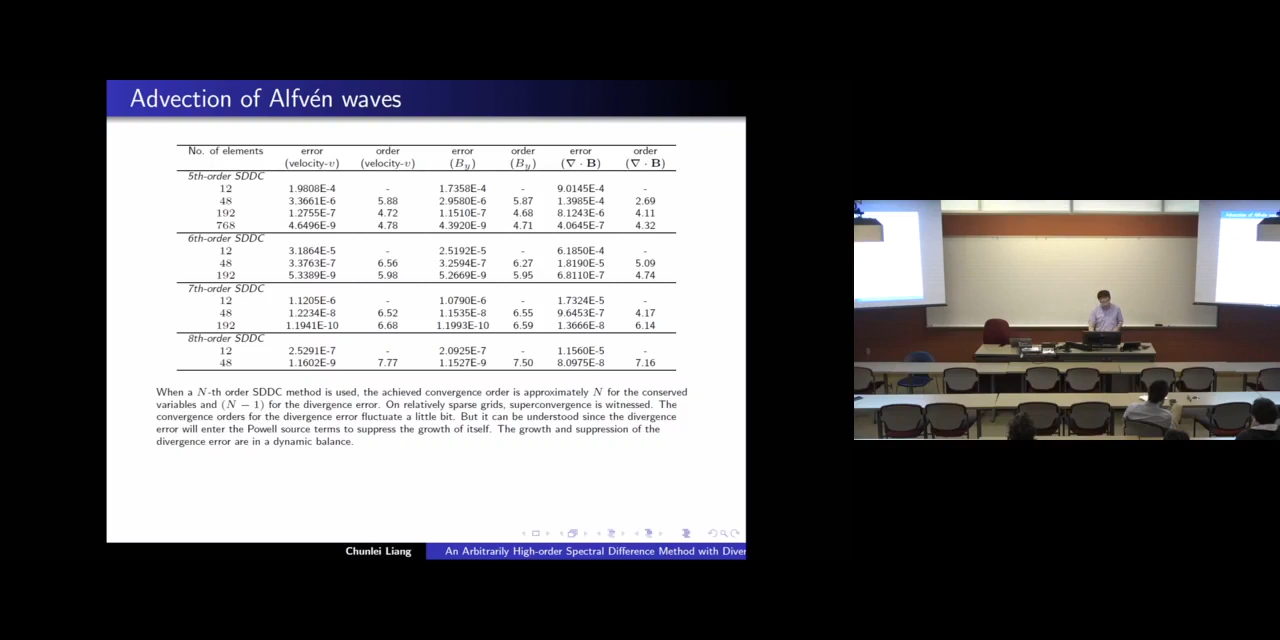 Advection of Alfvén waves
No. of elements error order error order error order
(velocity-v) (velocity-v) (B_y) (B_y) (∇ · B) (∇ · B)
5th-order SDDC
12 1.9808E-4 - 1.7358E-4 - 9.0145E-4 -
48 3.3661E-6 5.88 2.9580E-6 5.87 1.3985E-4 2.69
192 1.2755E-7 4.72 1.1510E-7 4.68 8.1243E-6 4.11
768 4.6496E-9 4.78 4.3920E-9 4.71 4.0645E-7 4.32
6th-order SDDC
12 3.1864E-5 - 2.5192E-5 - 6.1850E-4 -
48 3.3763E-7 6.56 3.2594E-7 6.27 1.8190E-5 5.09
192 5.3389E-9 5.98 5.2669E-9 5.95 6.8110E-7 4.74
7th-order SDDC
12 1.1205E-6 - 1.0790E-6 - 1.7324E-5 -
48 1.2234E-8 6.52 1.1535E-8 6.55 9.6453E-7 4.17
192 1.1941E-10 6.68 1.1993E-10 6.59 1.3666E-8 6.14
8th-order SDDC
12 2.5291E-7 - 2.0925E-7 - 1.1560E-5 -
48 1.1602E-9 7.77 1.1527E-9 7.50 8.0975E-8 7.16
When a N-th order SDDC method is used, the achieved convergence order is approximately N for the conserved
variables and (N − 1) for the divergence error. On relatively sparse grids, superconvergence is witnessed. The
convergence orders for the divergence error fluctuate a little bit. But it can be understood since the divergence
error will enter the Powell source terms to suppress the growth of itself. The growth and suppression of the
divergence error are in a dynamic balance.
Chunlei Liang An Arbitrarily High-order Spectral Difference Method with Diver
Advection of Alfvén waves